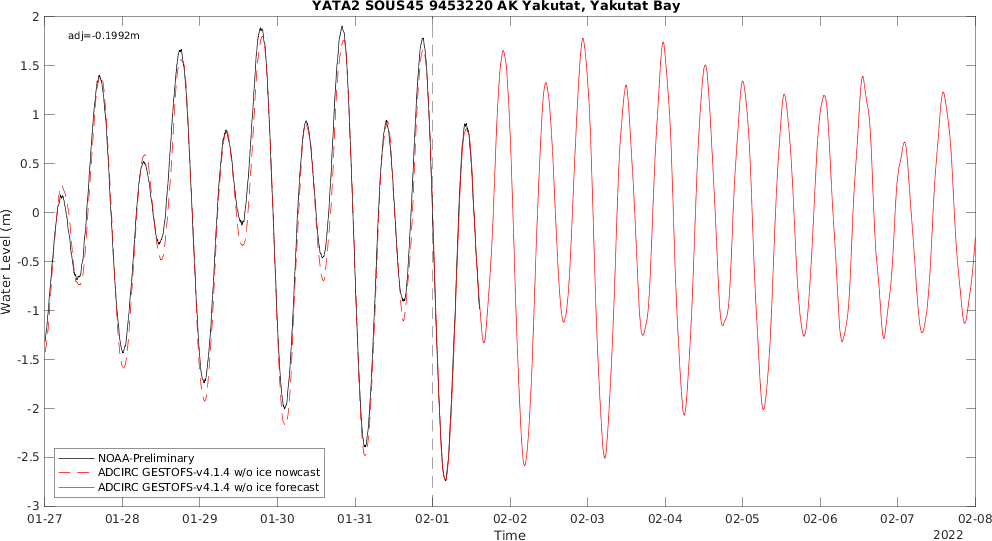 YATA2 SOUS45 9453220 AK Yakutat, Yakutat Bay
adj=-0.1992m
Water Level (m)
2
1.5
1
0.5
0
-0.5
-1
-1.5
-2
-2.5
-3
NOAA-Preliminary
ADCIRC GESTOFS-v4.1.4 w/o ice nowcast
ADCIRC GESTOFS-v4.1.4 w/o ice forecast
01-27 01-28 01-29 01-30 01-31 02-01 02-02 02-03 02-04 02-05 02-06 02-07 02-08
Time
2022